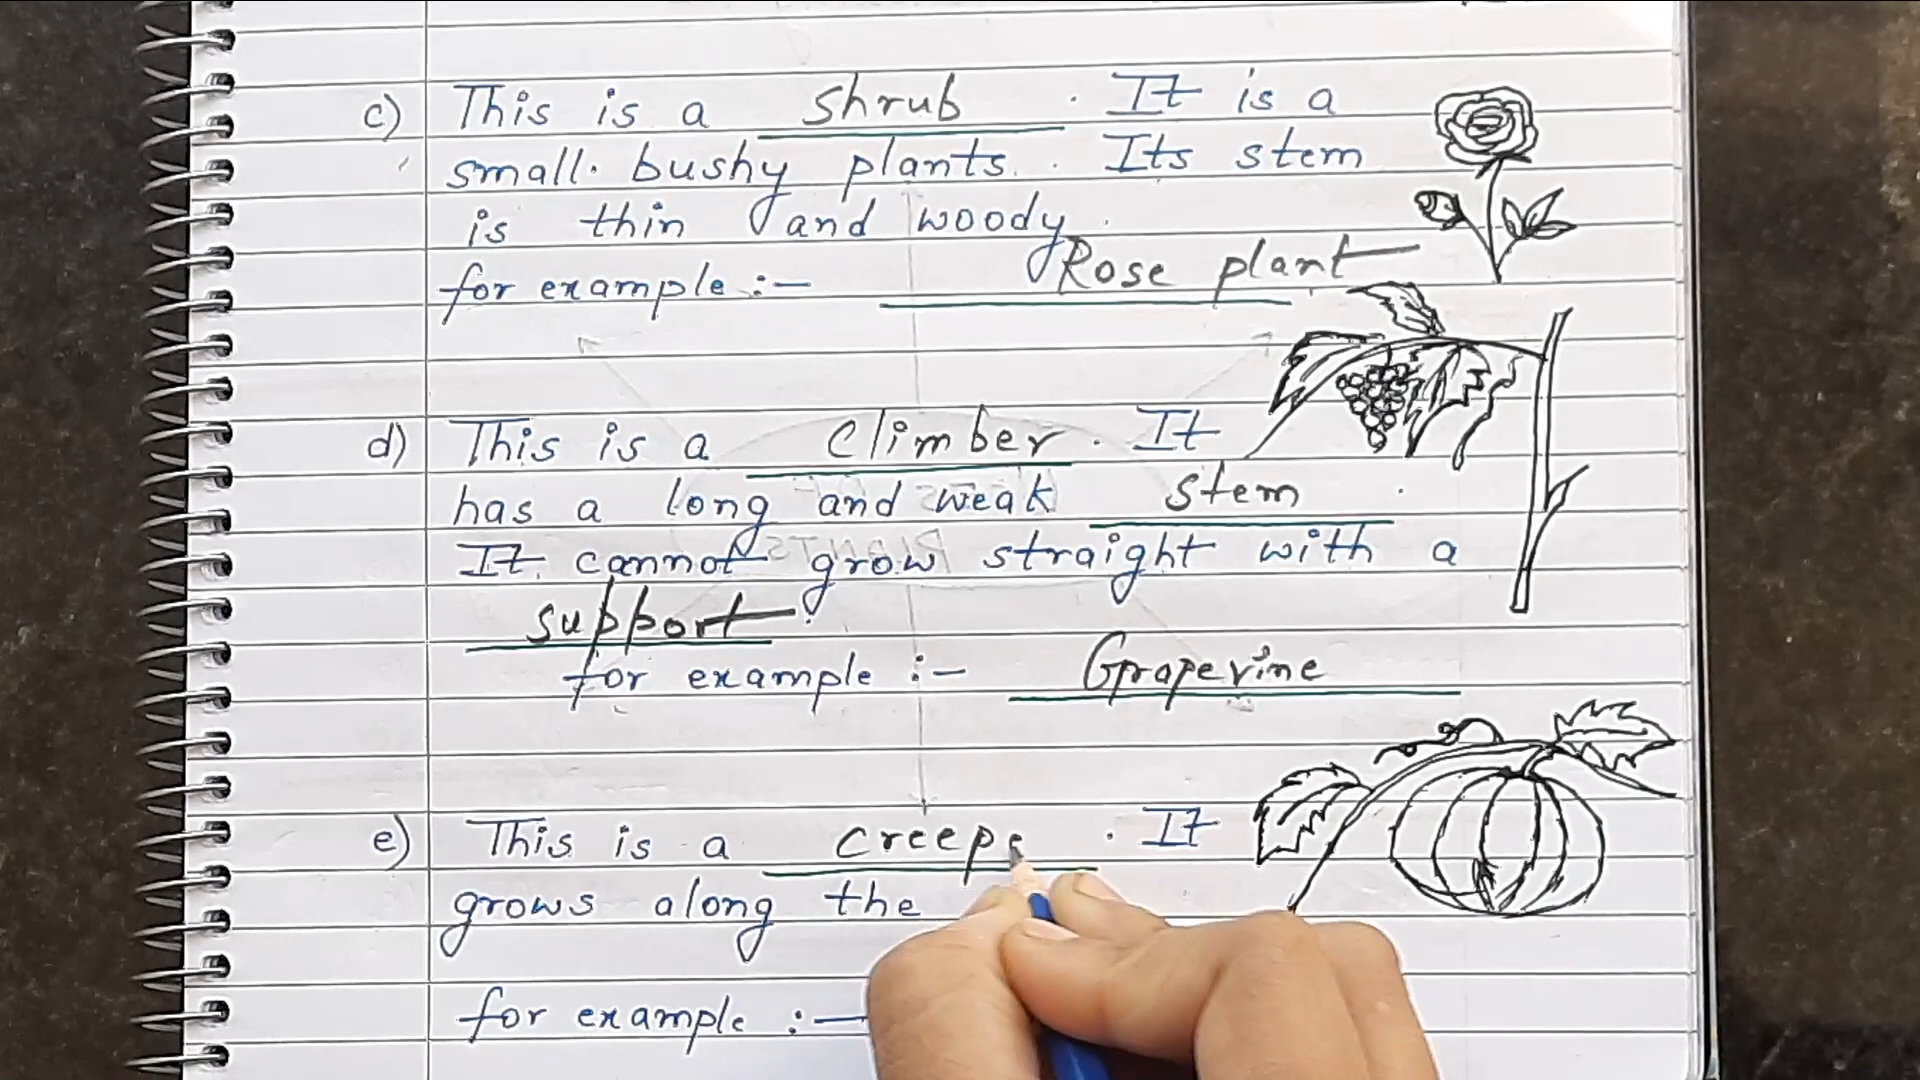 c) This is a Shrub . It is a
small. bushy plants. Its stem
is thin and woody.
for example :- Rose plant
d) This is a Climber . It
has a long and weak stem .
It cannot grow straight with a
support .
for example :- Grapevine
e) This is a creepe . It
grows along the
for example :-